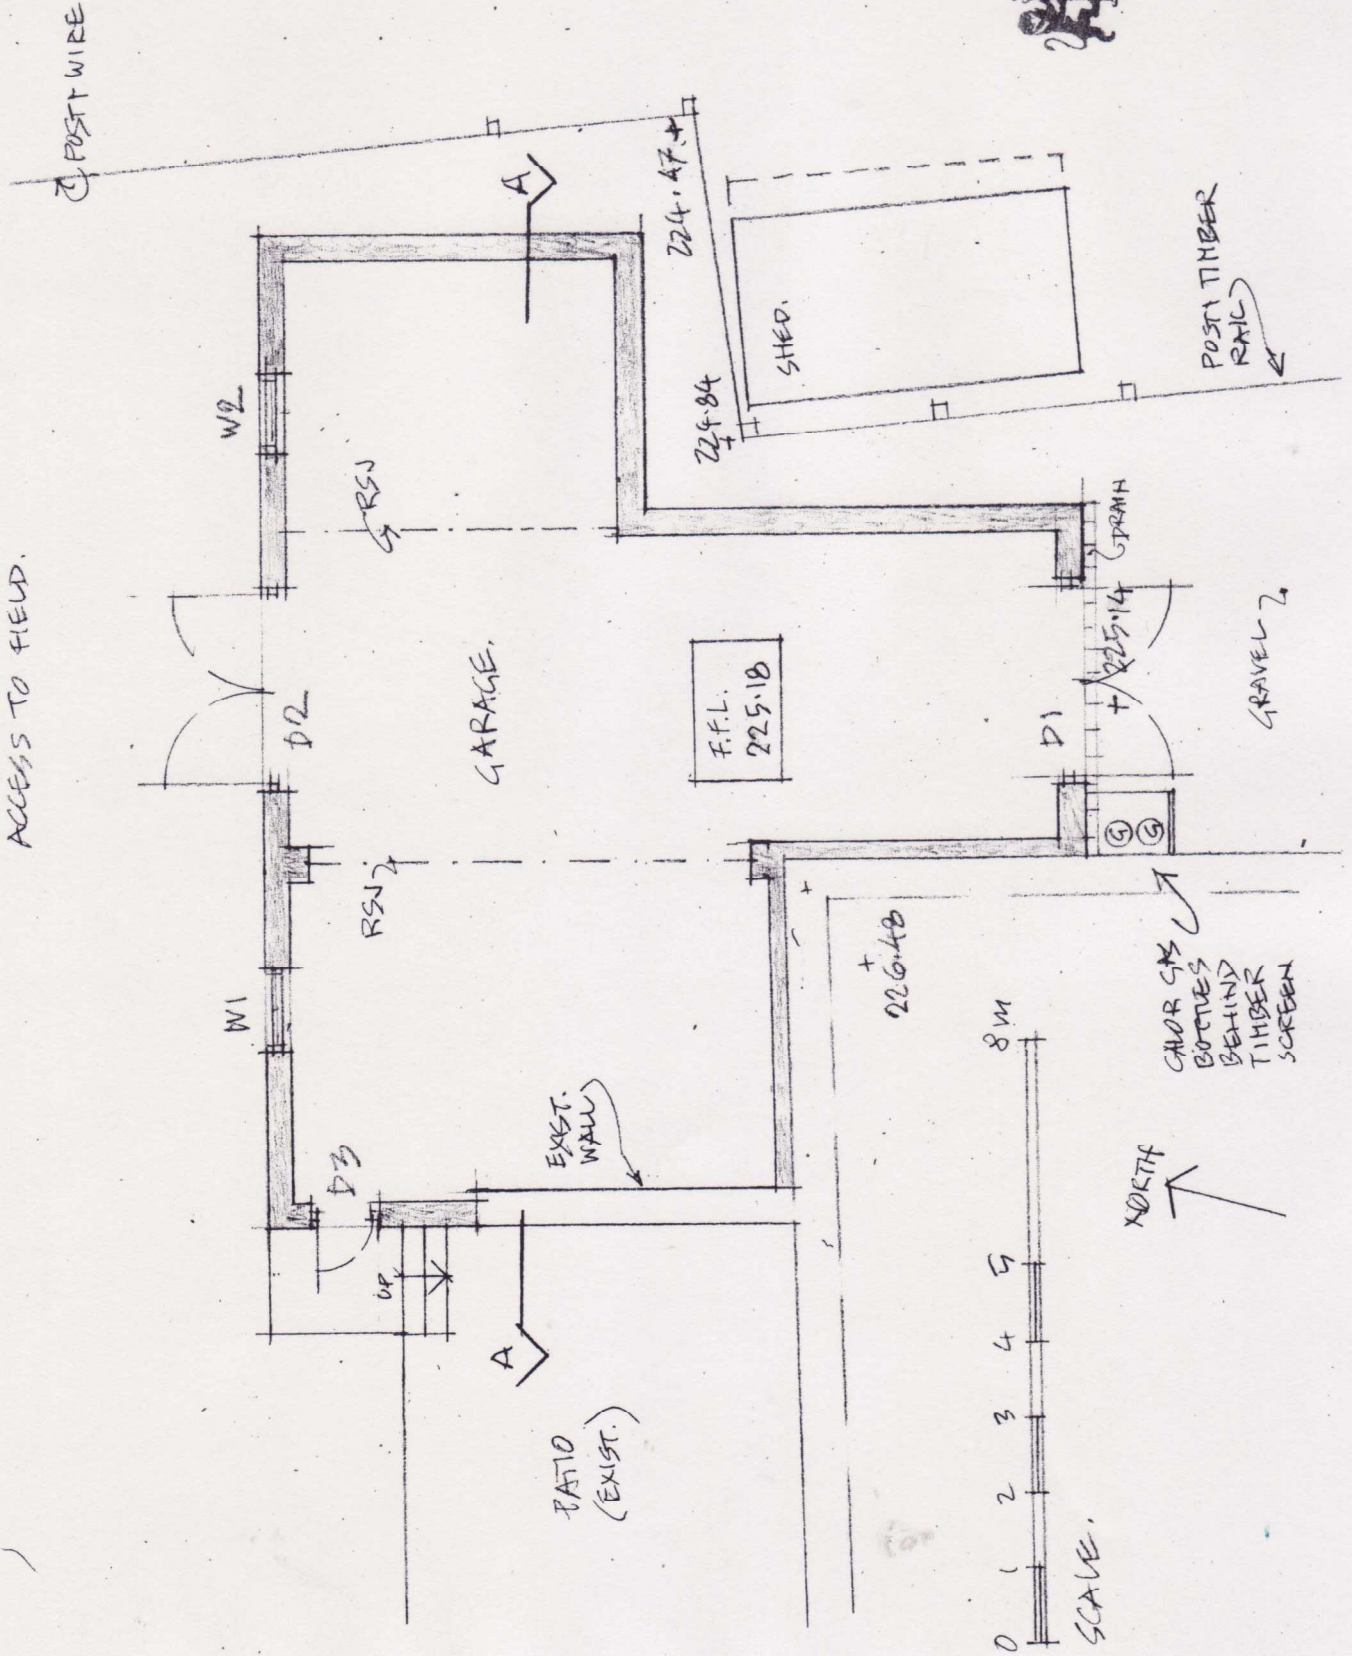 ACCESS TO FIELD.
POST & WIRE
W1
W2
D3
D2
RSJ
RSJ
A
UP
A
EXIST.
WALL
GARAGE.
F.F.L.
225.18
224.84
224.47
SHED.
PATIO
(EXIST.)
226.48
D1
225.14
DRAIN
G
G
GRAVEL
POST & TIMBER
RAIL
CALOR GAS
BOTTLES
BEHIND
TIMBER
SCREEN
NORTH
0 1 2 3 4 5 8m
SCALE.